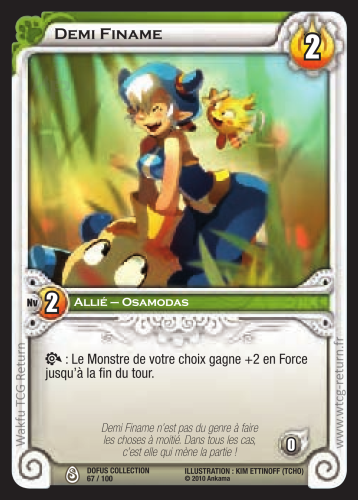 Demi Finame
2
Nv 2
Allié – Osamodas
: Le Monstre de votre choix gagne +2 en Force
jusqu'à la fin du tour.
Demi Finame n'est pas du genre à faire
les choses à moitié. Dans tous les cas,
c'est elle qui mène la partie !
0
DOFUS COLLECTION
67 / 100
ILLUSTRATION : KIM ETTINOFF (TCHO)
© 2010 Ankama
Wakfu TCG Return
www.wtcg-return.fr